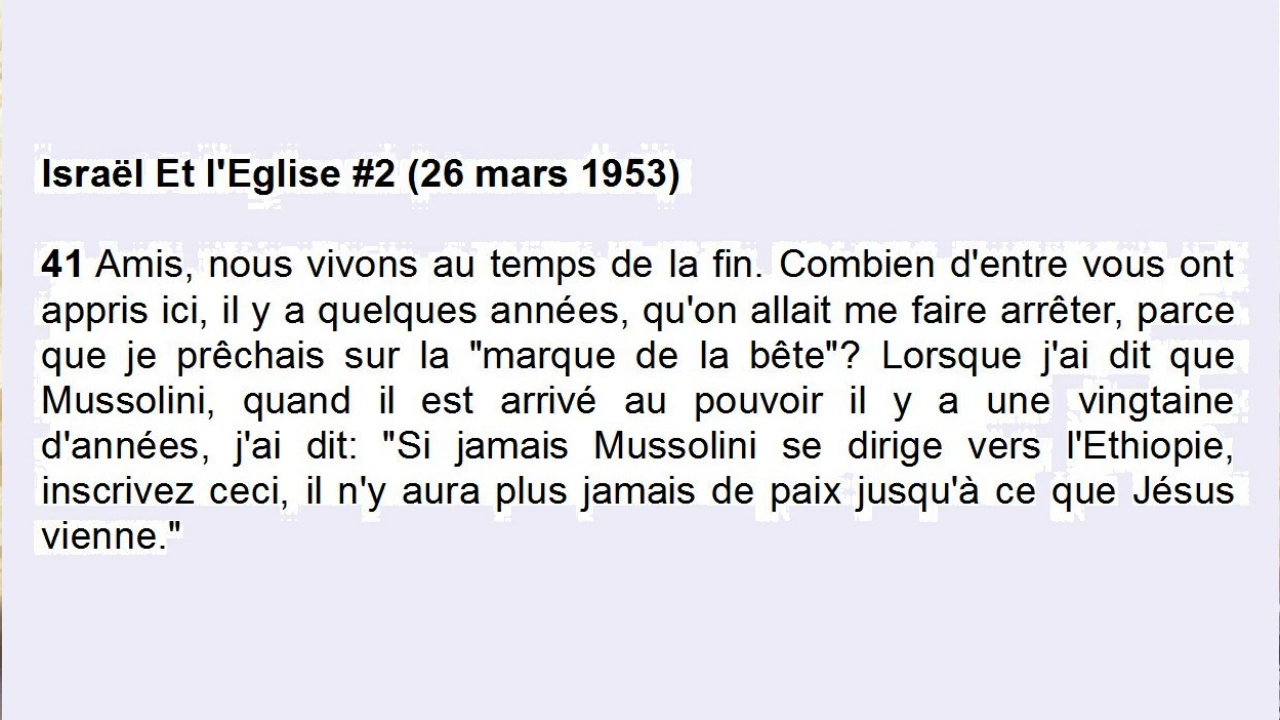 Israël Et l'Eglise #2 (26 mars 1953)
41 Amis, nous vivons au temps de la fin. Combien d'entre vous ont
appris ici, il y a quelques années, qu'on allait me faire arrêter, parce
que je prêchais sur la "marque de la bête"? Lorsque j'ai dit que
Mussolini, quand il est arrivé au pouvoir il y a une vingtaine
d'années, j'ai dit: "Si jamais Mussolini se dirige vers l'Ethiopie,
inscrivez ceci, il n'y aura plus jamais de paix jusqu'à ce que Jésus
vienne."